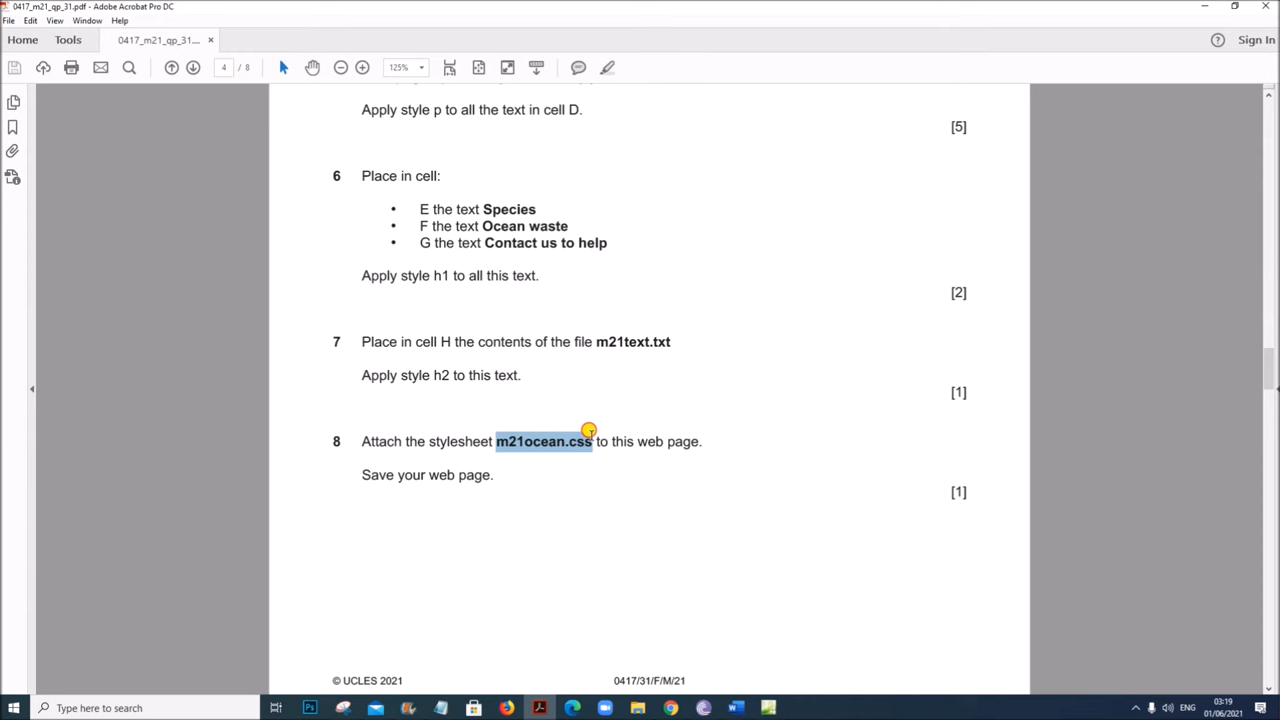 0417_m21_qp_31.pdf - Adobe Acrobat Pro DC
File Edit View Window Help
Home Tools 0417_m21_qp_31.... × Sign In
4 / 8 125%
Apply style p to all the text in cell D.
[5]
6 Place in cell:
• E the text Species
• F the text Ocean waste
• G the text Contact us to help
Apply style h1 to all this text.
[2]
7 Place in cell H the contents of the file m21text.txt
Apply style h2 to this text.
[1]
8 Attach the stylesheet m21ocean.css to this web page.
Save your web page.
[1]
© UCLES 2021 0417/31/F/M/21
Type here to search ENG 03:19
01/06/2021